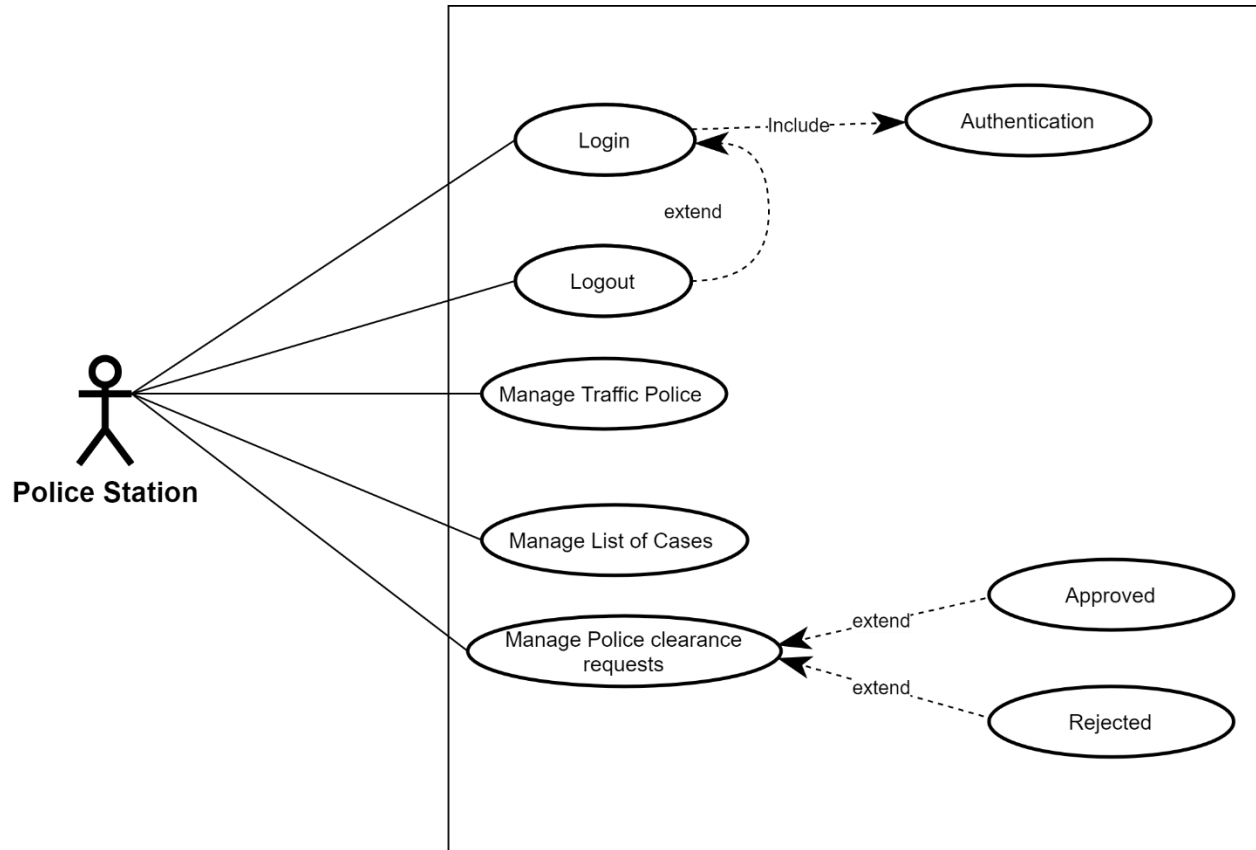 Login
Include
Authentication
extend
Logout
Manage Traffic Police
Police Station
Manage List of Cases
Approved
extend
Manage Police clearance
requests
extend
Rejected